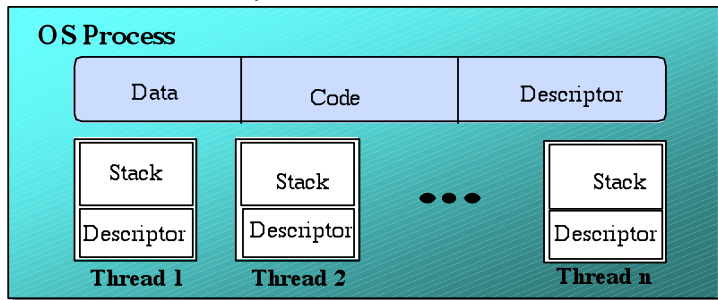 OS Process
Data
Code
Descriptor
Stack
Stack
Stack
Descriptor
Descriptor
Descriptor
Thread 1
Thread 2
Thread n